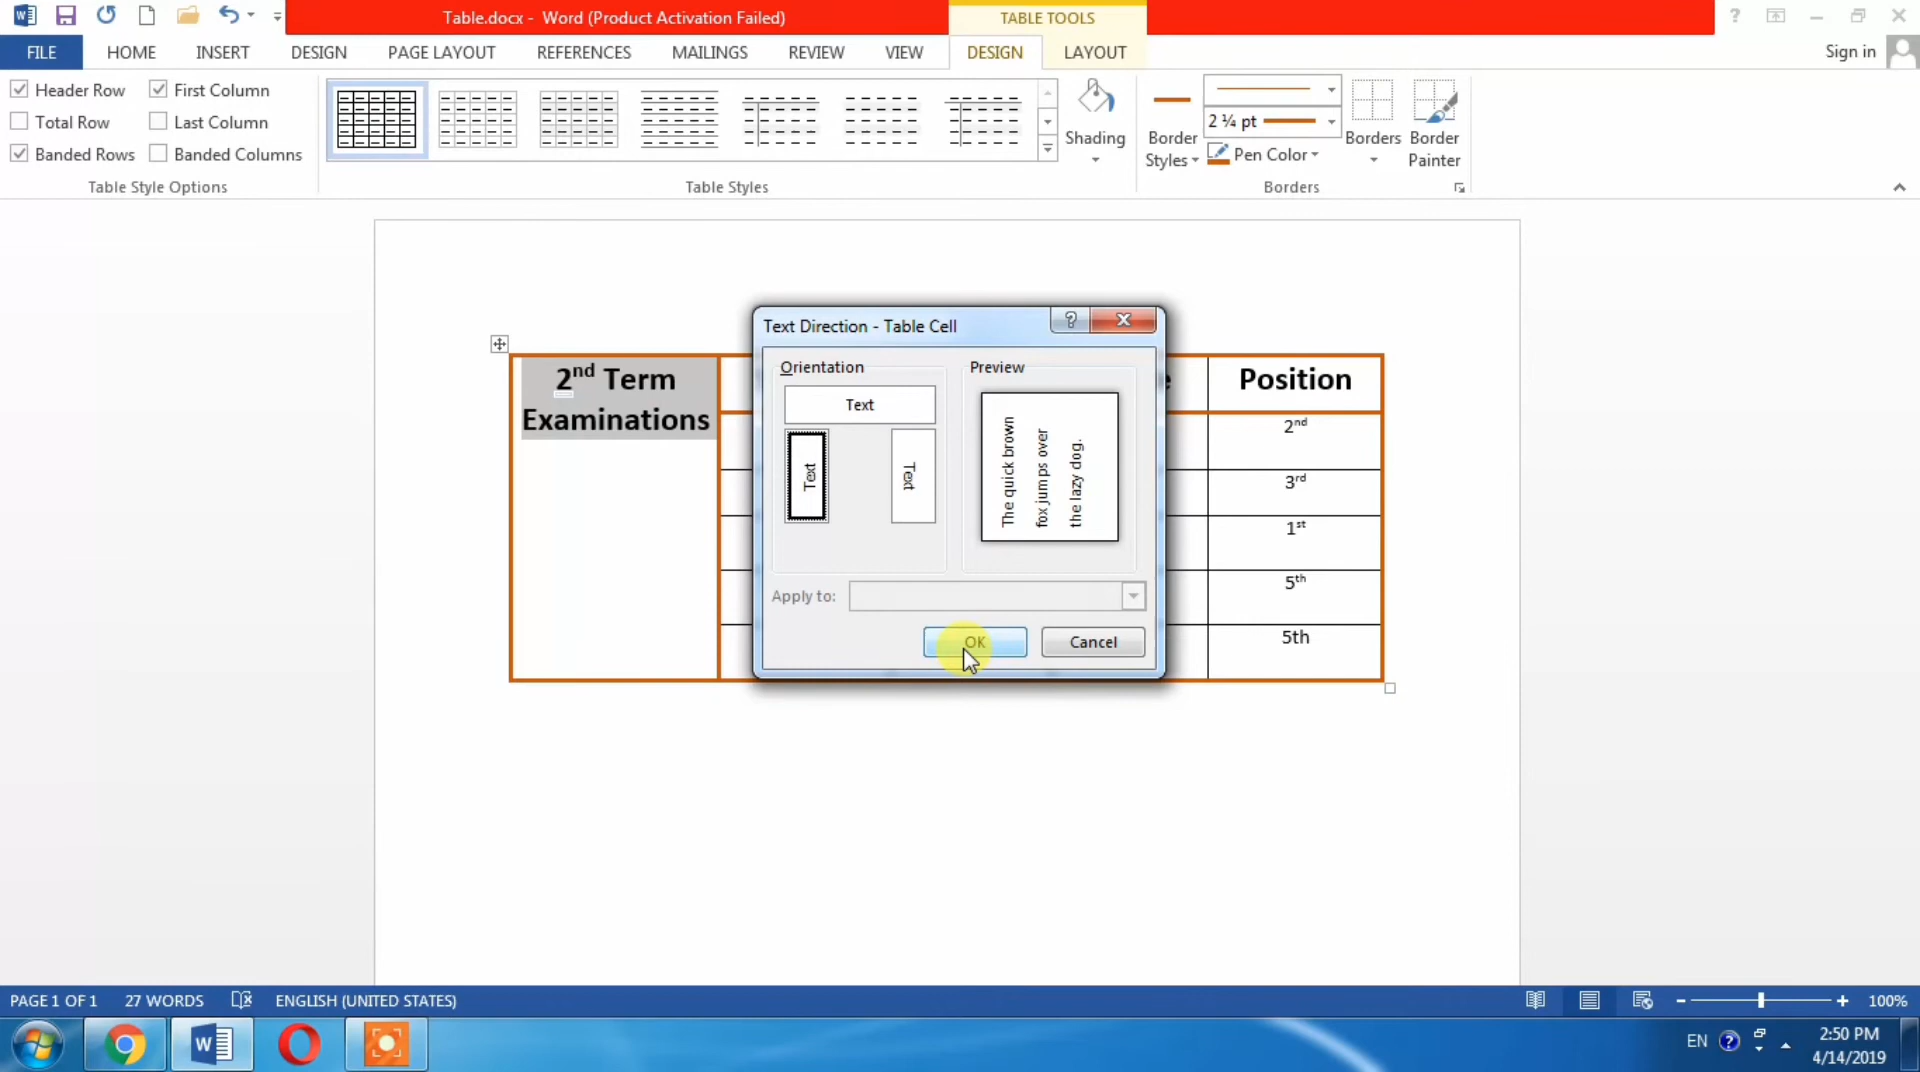 Table.docx - Word (Product Activation Failed)
TABLE TOOLS
FILE HOME INSERT DESIGN PAGE LAYOUT REFERENCES MAILINGS REVIEW VIEW DESIGN LAYOUT Sign in
Header Row First Column
Total Row Last Column
Banded Rows Banded Columns
Table Style Options
Table Styles
Shading
Border Styles
2 ¼ pt
Pen Color
Borders
Border Painter
Borders
2nd Term
Examinations
Position
2nd
3rd
1st
5th
5th
Text Direction - Table Cell
Orientation
Text
Text
Text
Preview
The quick brown
fox jumps over
the lazy dog.
Apply to:
OK Cancel
PAGE 1 OF 1 27 WORDS ENGLISH (UNITED STATES) 100%
EN 2:50 PM
4/14/2019